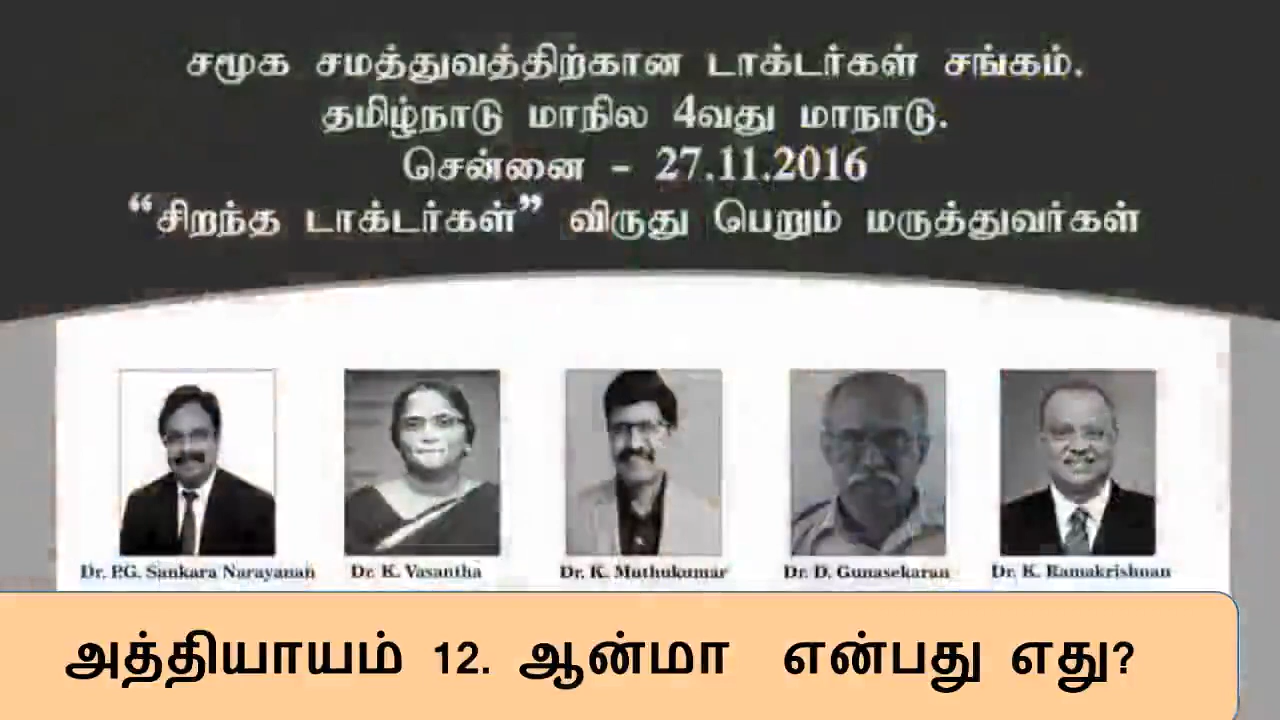 சமூக சமத்துவத்திற்கான டாக்டர்கள் சங்கம்.
தமிழ்நாடு மாநில 4வது மாநாடு.
சென்னை – 27.11.2016
“சிறந்த டாக்டர்கள்” விருது பெறும் மருத்துவர்கள்
Dr. P.G. Sankara Narayanan Dr. K. Vasantha Dr. K. Muthukumar Dr. D. Gunasekaran Dr. K. Ramakrishnan
அத்தியாயம் 12. ஆன்மா என்பது எது?